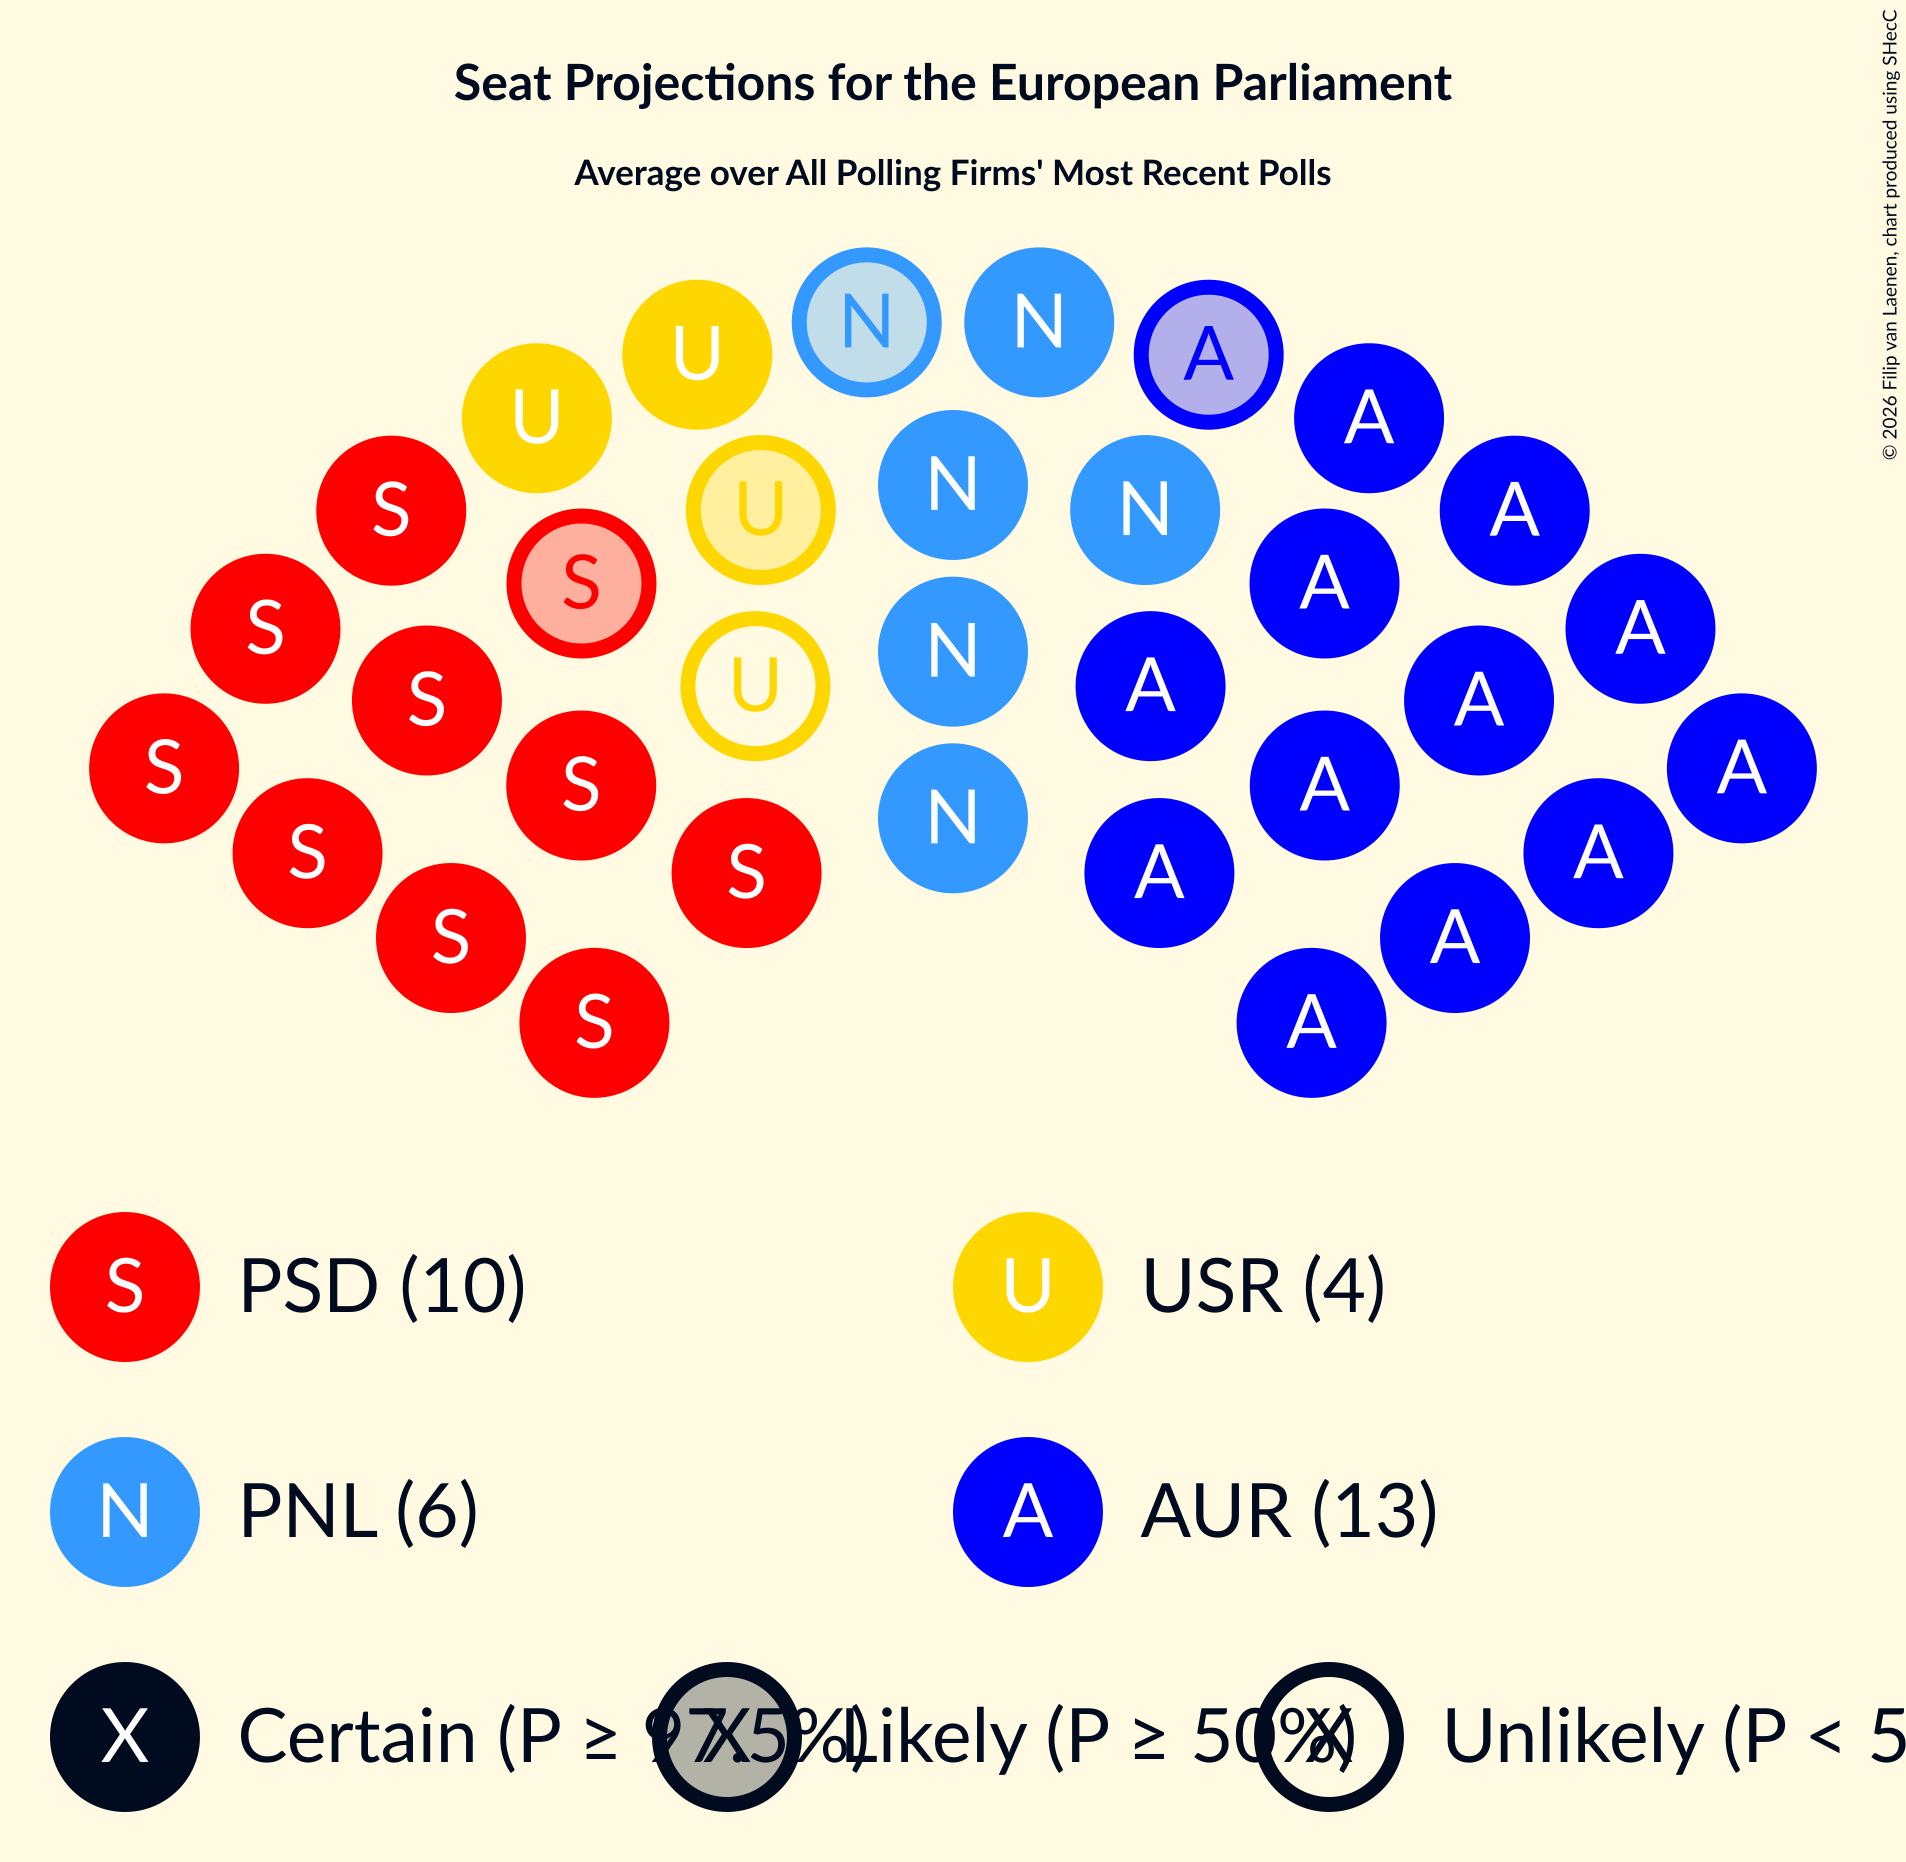 Seat Projections for the European Parliament
Average over All Polling Firms' Most Recent Polls
© 2026 Filip van Laenen, chart produced using SHecC
N N
U A
U A
S U N N A
S A
S U N A
S A
S A
S N A
S A
S A
S A
S A
S PSD (10) U USR (4)
N PNL (6) A AUR (13)
X Certain (P ≥ 97.5%) X Likely (P ≥ 50%) X Unlikely (P < 5